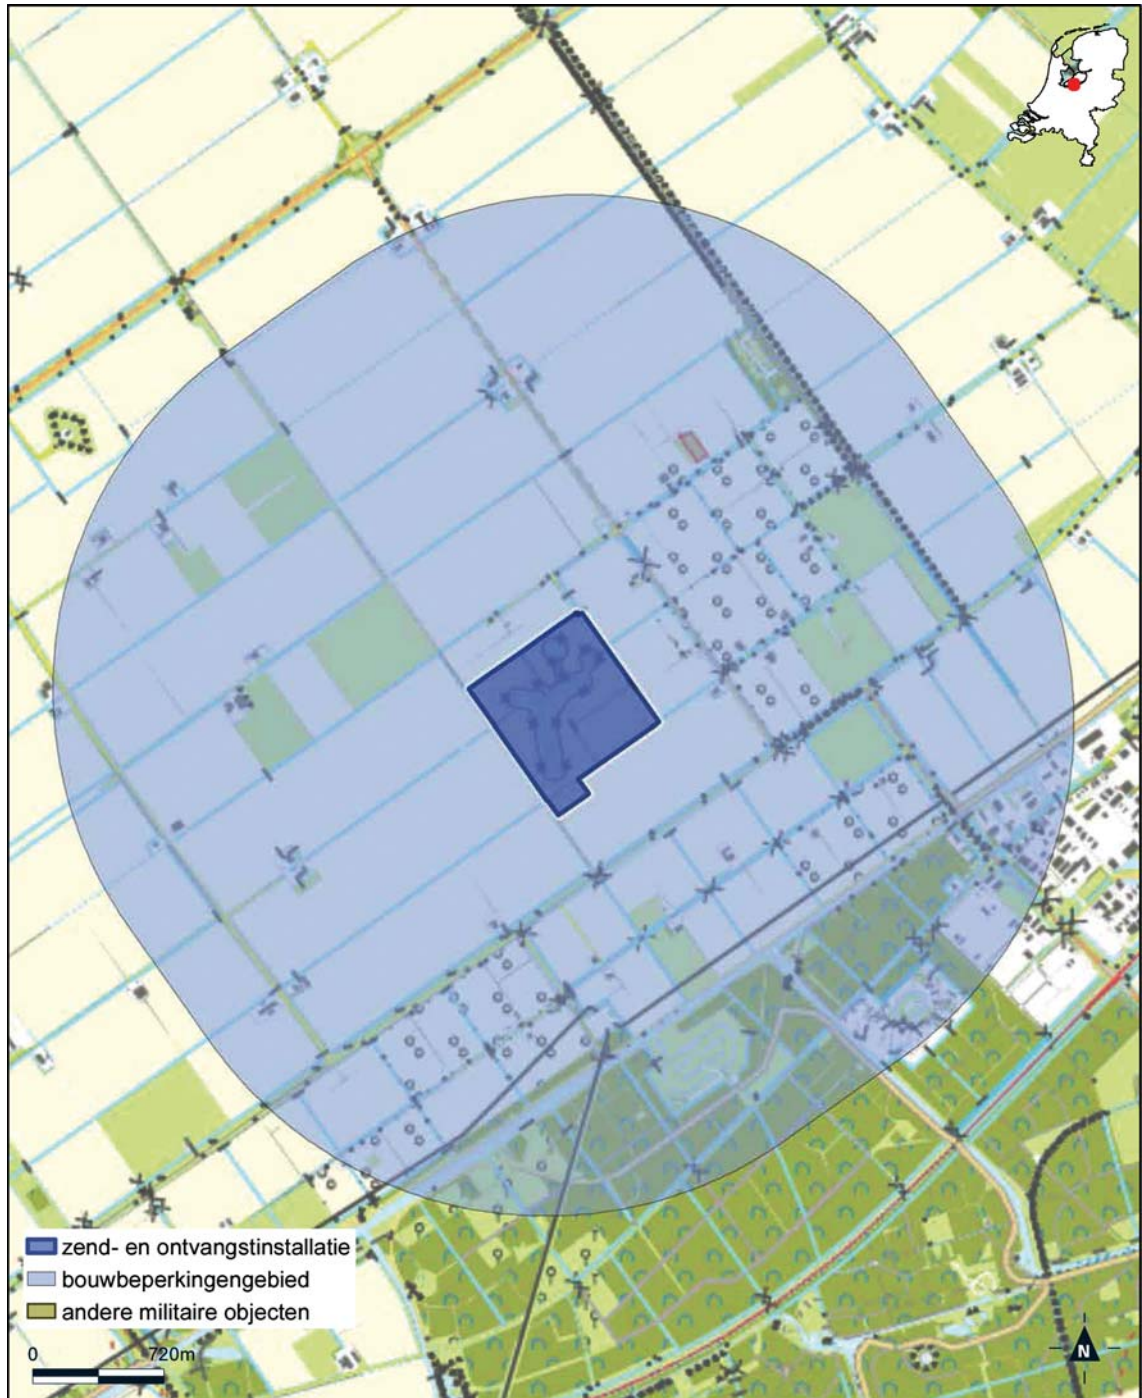 zend- en ontvangstinstallatie
bouwbeperkingengebied
andere militaire objecten
0 720m
N